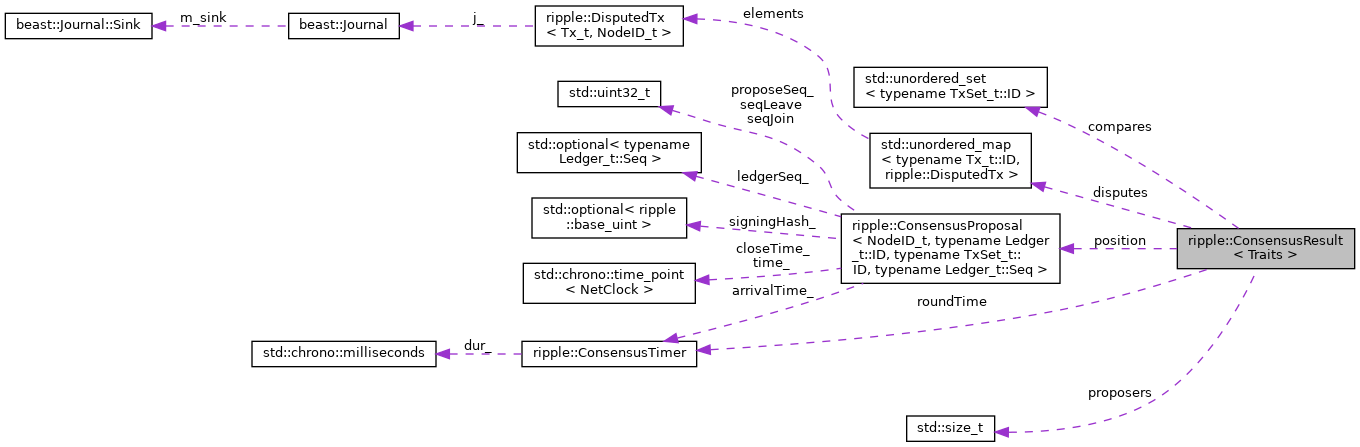 beast::Journal::Sink
m_sink
beast::Journal
j_
ripple::DisputedTx
< Tx_t, NodeID_t >
elements
std::uint32_t
proposeSeq_
seqLeave
seqJoin
std::unordered_set
< typename TxSet_t::ID >
compares
std::optional< typename
Ledger_t::Seq >
ledgerSeq_
std::unordered_map
< typename Tx_t::ID,
ripple::DisputedTx >
disputes
std::optional< ripple
::base_uint >
signingHash_
ripple::ConsensusProposal
< NodeID_t, typename Ledger
_t::ID, typename TxSet_t::
ID, typename Ledger_t::Seq >
position
ripple::ConsensusResult
< Traits >
std::chrono::time_point
< NetClock >
closeTime_
time_
arrivalTime_
roundTime
std::chrono::milliseconds
dur_
ripple::ConsensusTimer
proposers
std::size_t